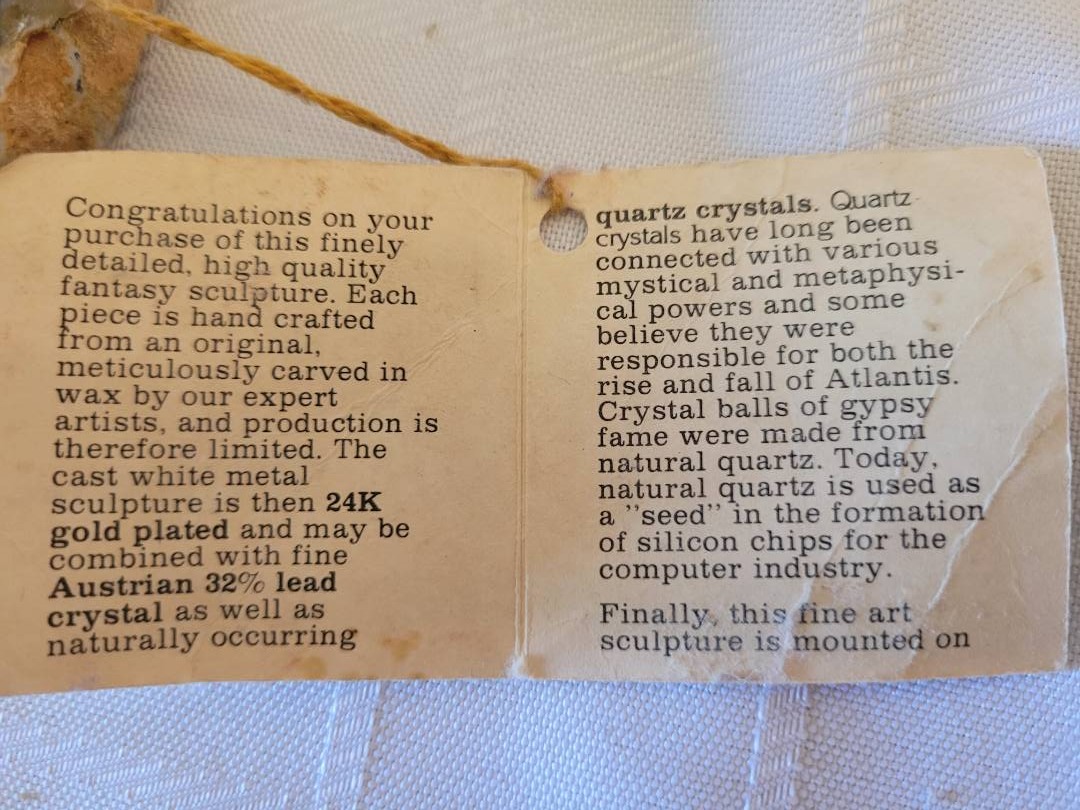 Congratulations on your
purchase of this finely
detailed, high quality
fantasy sculpture. Each
piece is hand crafted
from an original,
meticulously carved in
wax by our expert
artists, and production is
therefore limited. The
cast white metal
sculpture is then 24K
gold plated and may be
combined with fine
Austrian 32% lead
crystal as well as
naturally occurring
quartz crystals. Quartz
crystals have long been
connected with various
mystical and metaphysi-
cal powers and some
believe they were
responsible for both the
rise and fall of Atlantis.
Crystal balls of gypsy
fame were made from
natural quartz. Today,
natural quartz is used as
a "seed" in the formation
of silicon chips for the
computer industry.
Finally, this fine art
sculpture is mounted on